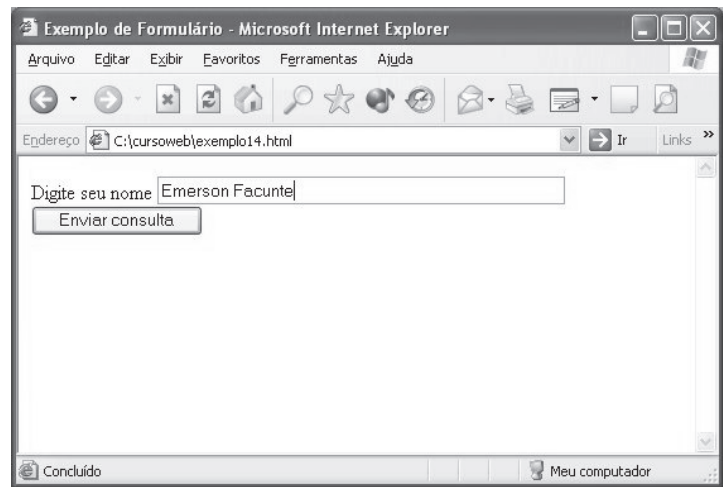 Exemplo de Formulário - Microsoft Internet Explorer
Arquivo Editar Exibir Favoritos Ferramentas Ajuda
Endereço C:\cursoweb\exemplo14.html Ir Links »
Digite seu nome Emerson Facunte
Enviar consulta
Concluído Meu computador